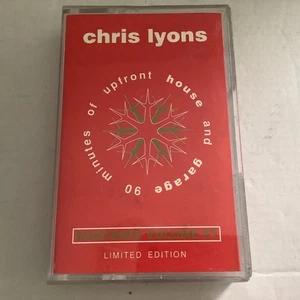 chris lyons
90 minutes of upfront house and garage
LIMITED EDITION